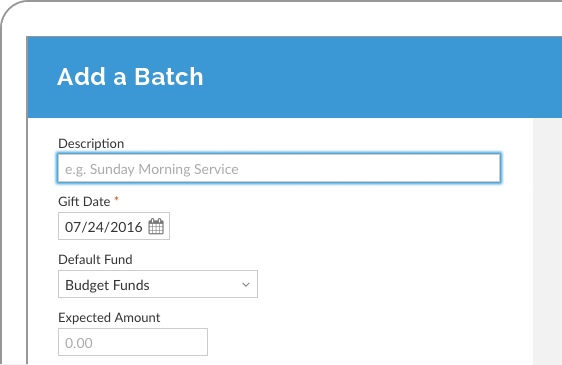 Add a Batch
Description
e.g. Sunday Morning Service
Gift Date *
07/24/2016
Default Fund
Budget Funds
Expected Amount
0.00